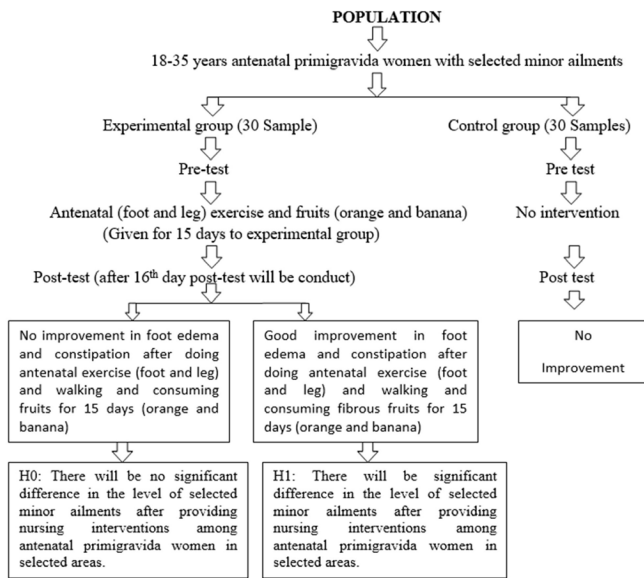 POPULATION
18-35 years antenatal primigravida women with selected minor ailments
Experimental group (30 Sample)
Control group (30 Samples)
Pre-test
Pre test
Antenatal (foot and leg) exercise and fruits (orange and banana)
(Given for 15 days to experimental group)
No intervention
Post-test (after 16th day post-test will be conduct)
Post test
No improvement in foot edema
and constipation after doing
antenatal exercise (foot and leg)
and walking and consuming
fruits for 15 days (orange and
banana)
Good improvement in foot
edema and constipation after
doing antenatal exercise (foot
and leg) and walking and
consuming fibrous fruits for 15
days (orange and banana)
No
Improvement
H0: There will be no significant
difference in the level of selected
minor ailments after providing
nursing interventions among
antenatal primigravida women in
selected areas.
H1: There will be significant
difference in the level of selected
minor ailments after providing
nursing interventions among
antenatal primigravida women in
selected areas.